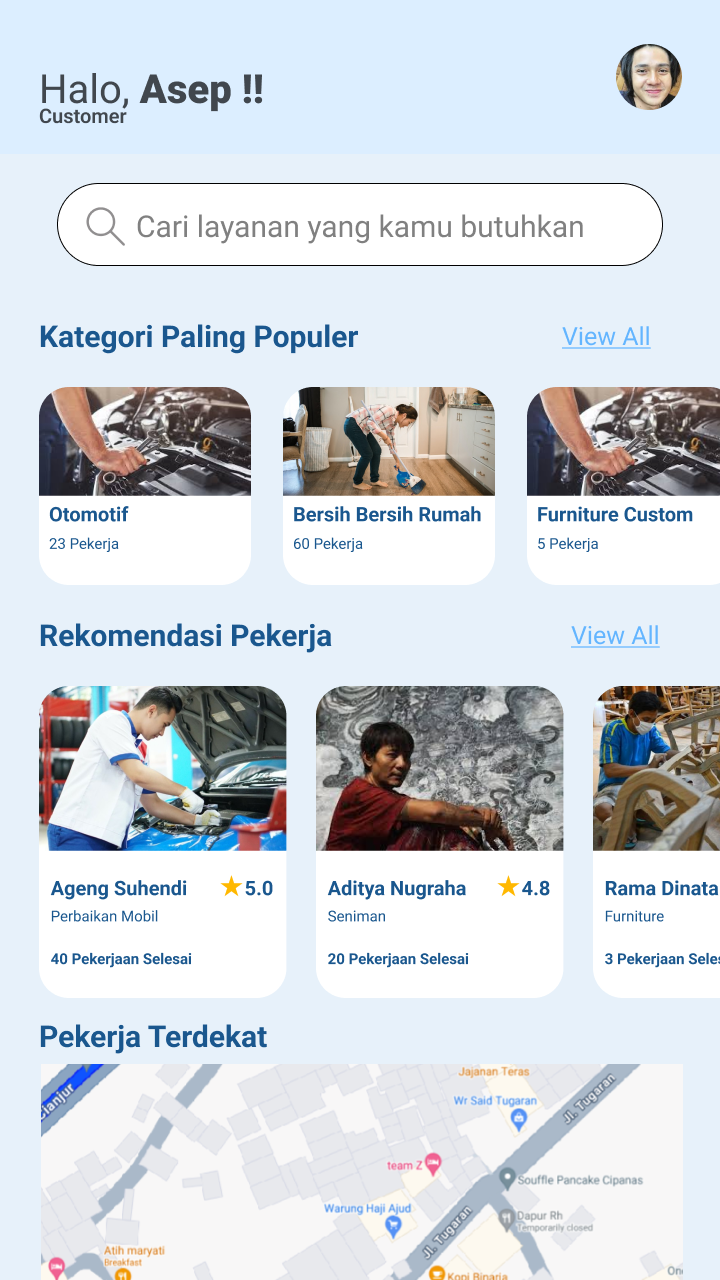 Halo, Asep !!
Customer
Cari layanan yang kamu butuhkan
Kategori Paling Populer
View All
Otomotif
23 Pekerja
Bersih Bersih Rumah
60 Pekerja
Furniture Custom
5 Pekerja
Rekomendasi Pekerja
View All
Ageng Suhendi
5.0
Perbaikan Mobil
40 Pekerjaan Selesai
Aditya Nugraha
4.8
Seniman
20 Pekerjaan Selesai
Rama Dinata
Furniture
3 Pekerjaan Seles
Pekerja Terdekat
Jajanan Teras
Cianjur
Wr Said Tugaran
Jl. Tugaran
team Z
Souffle Pancake Cipanas
Warung Haji Ajud
Dapur Rh
Temporarily closed
Jl. Tugaran
Atih maryati
Breakfast
Kopi Binaria